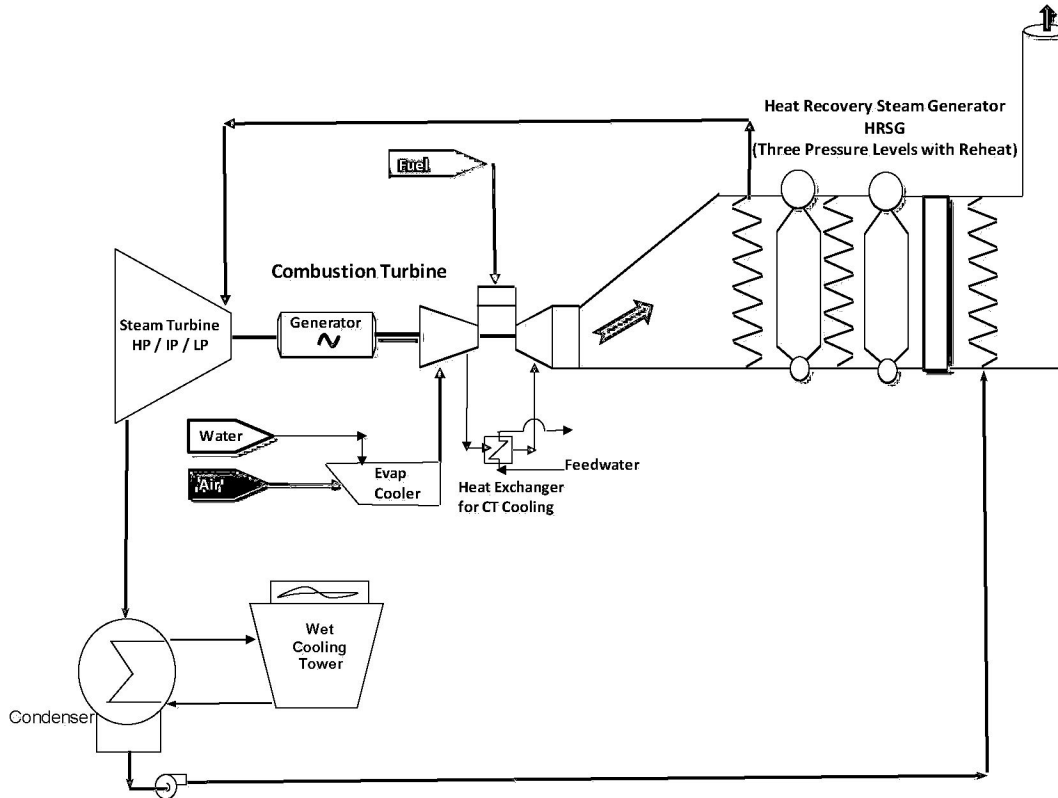 Heat Recovery Steam Generator
HRSG
(Three Pressure Levels with Reheat)
Fuel
Combustion Turbine
Steam Turbine
HP / IP / LP
Generator
Water
Air
Evap
Cooler
Feedwater
Heat Exchanger
for CT Cooling
Wet
Cooling
Tower
Condenser